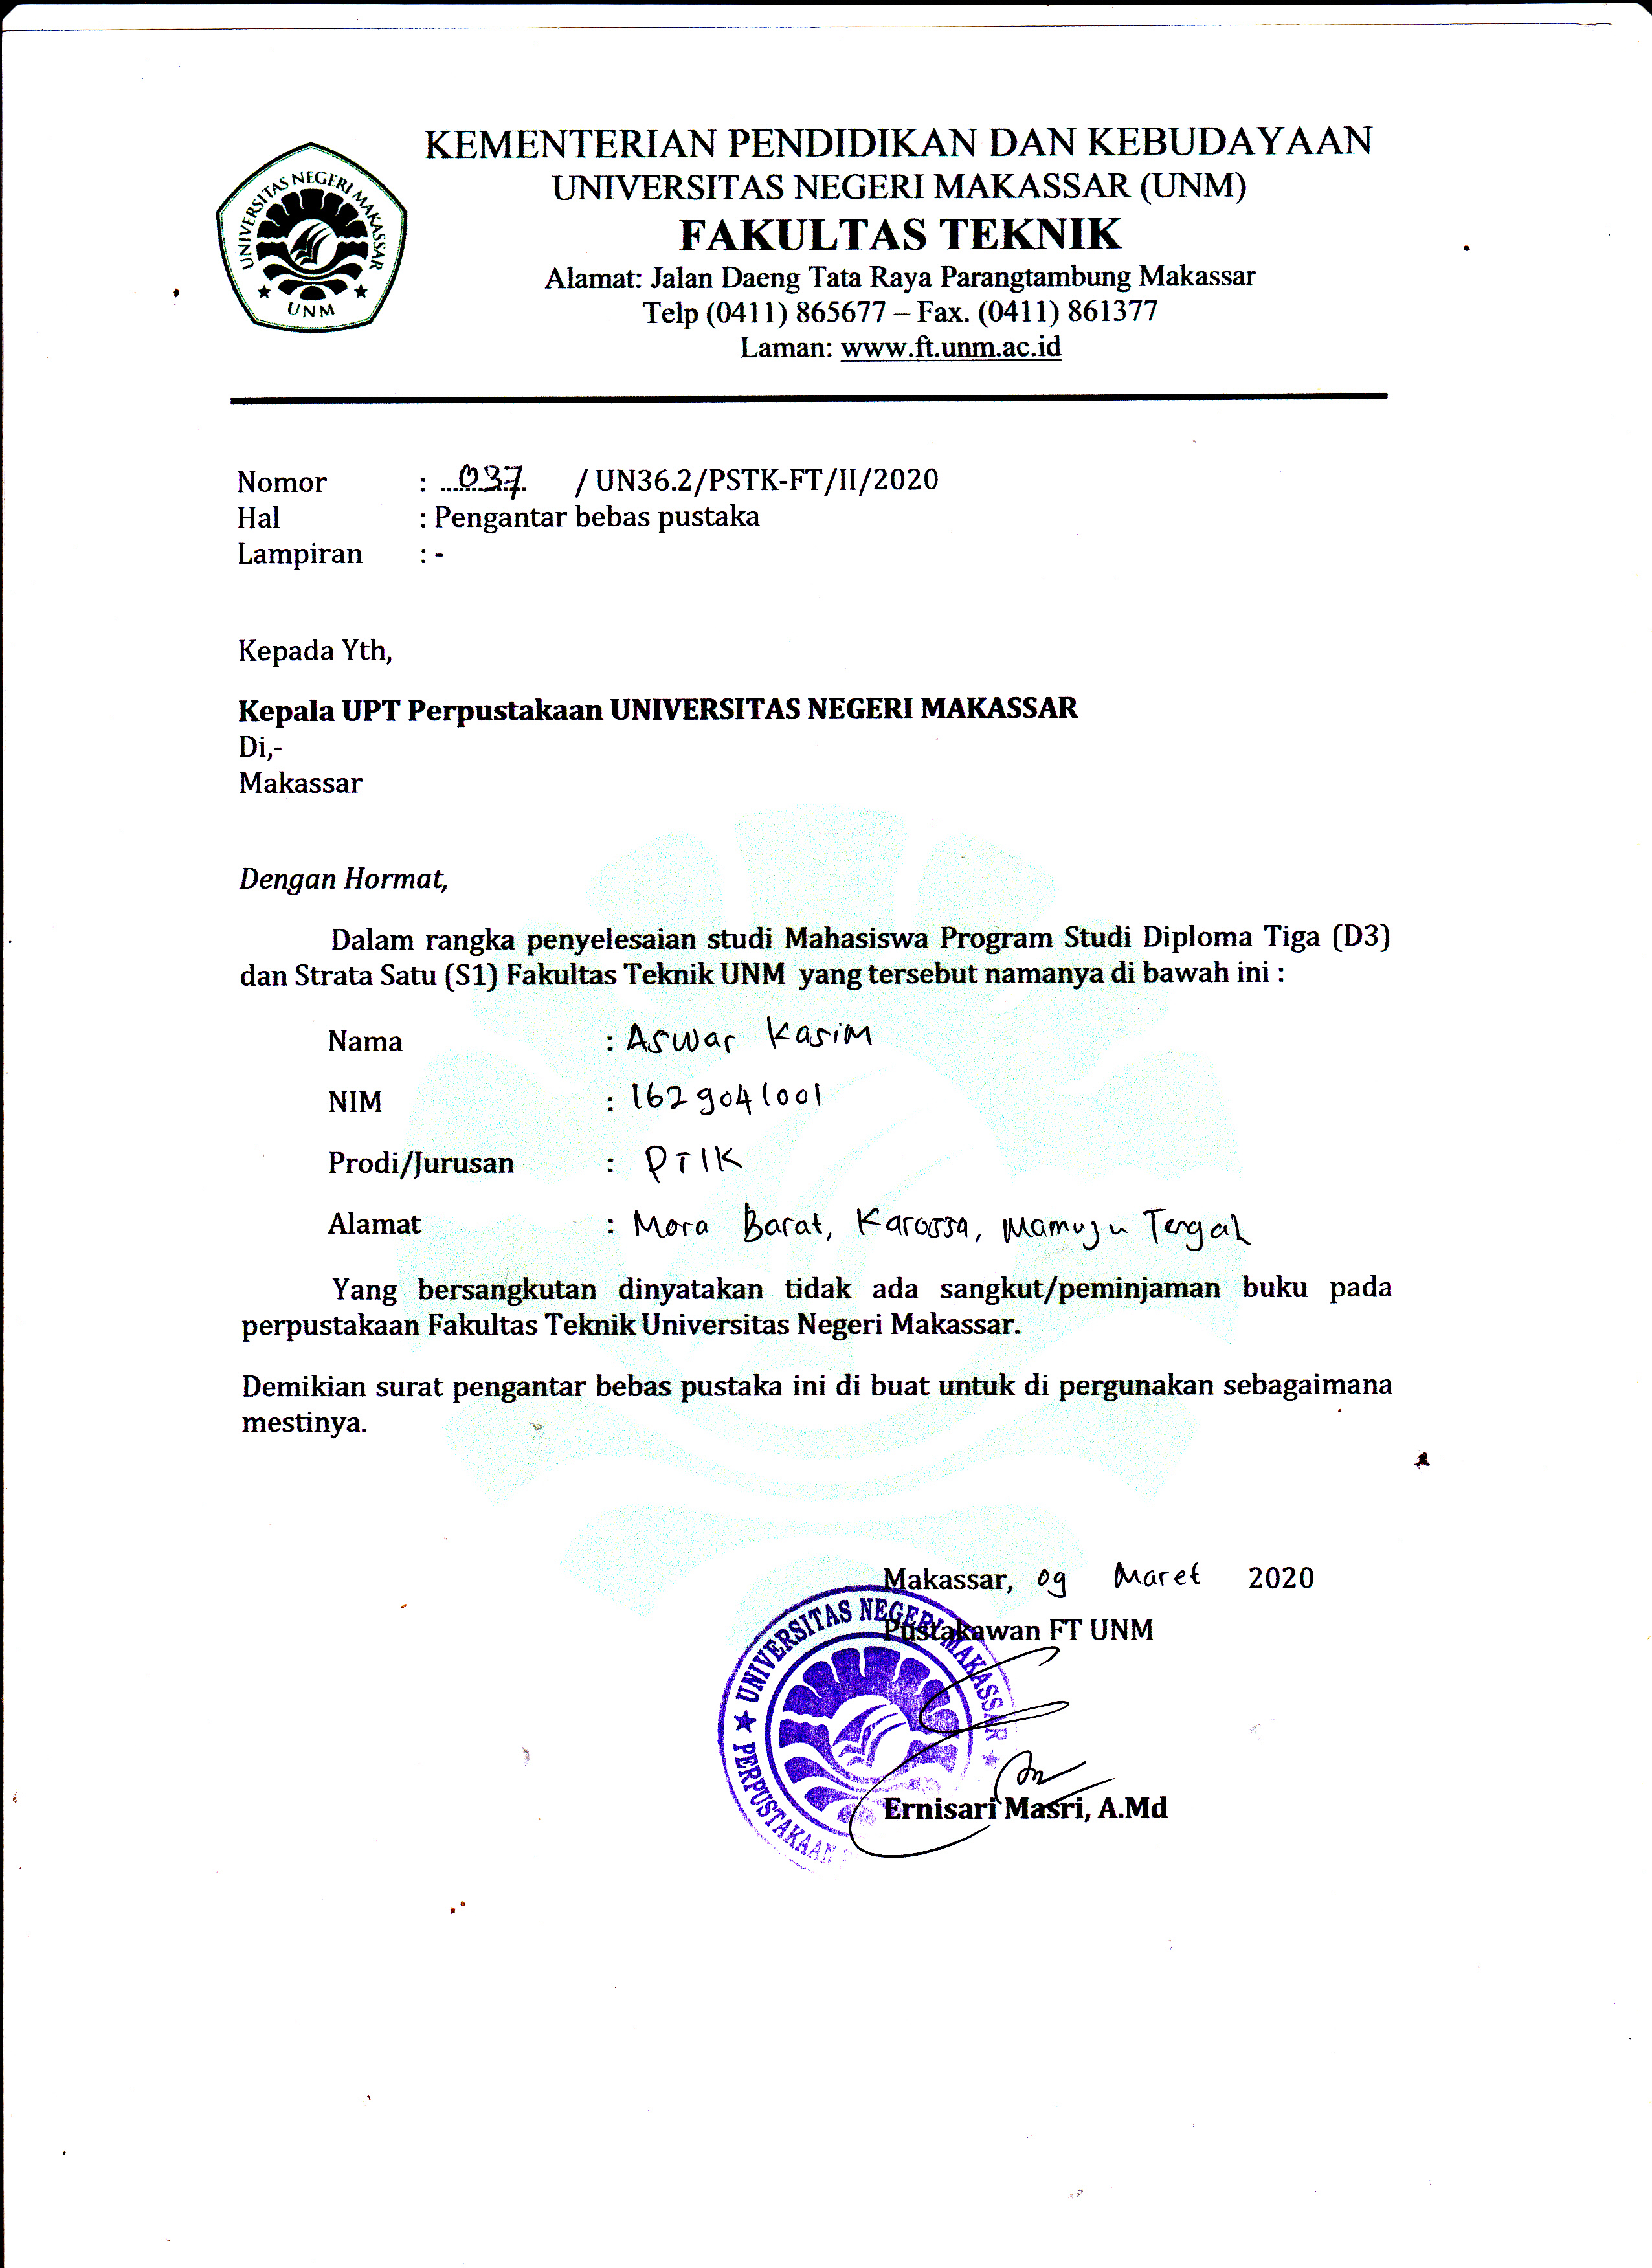 KEMENTERIAN PENDIDIKAN DAN KEBUDAYAAN
UNIVERSITAS NEGERI MAKASSAR (UNM)
FAKULTAS TEKNIK
Alamat: Jalan Daeng Tata Raya Parangtambung Makassar
Telp (0411) 865677 – Fax. (0411) 861377
Laman: www.ft.unm.ac.id
UNIVERSITAS NEGERI MAKASSAR
UNM
Nomor : ...037... / UN36.2/PSTK-FT/II/2020
Hal : Pengantar bebas pustaka
Lampiran : -
Kepada Yth,
Kepala UPT Perpustakaan UNIVERSITAS NEGERI MAKASSAR
Di,-
Makassar
Dengan Hormat,
Dalam rangka penyelesaian studi Mahasiswa Program Studi Diploma Tiga (D3)
dan Strata Satu (S1) Fakultas Teknik UNM yang tersebut namanya di bawah ini :
Nama : Aswar Kasim
NIM : 1629041001
Prodi/Jurusan : PTIK
Alamat : Mora Barat, Karossa, Mamuju Tengah
Yang bersangkutan dinyatakan tidak ada sangkut/peminjaman buku pada
perpustakaan Fakultas Teknik Universitas Negeri Makassar.
Demikian surat pengantar bebas pustaka ini di buat untuk di pergunakan sebagaimana
mestinya.
Makassar, 09 Maret 2020
Pustakawan FT UNM
UNIVERSITAS NEGERI MAKASSAR
PERPUSTAKAAN
Ernisari Masri, A.Md